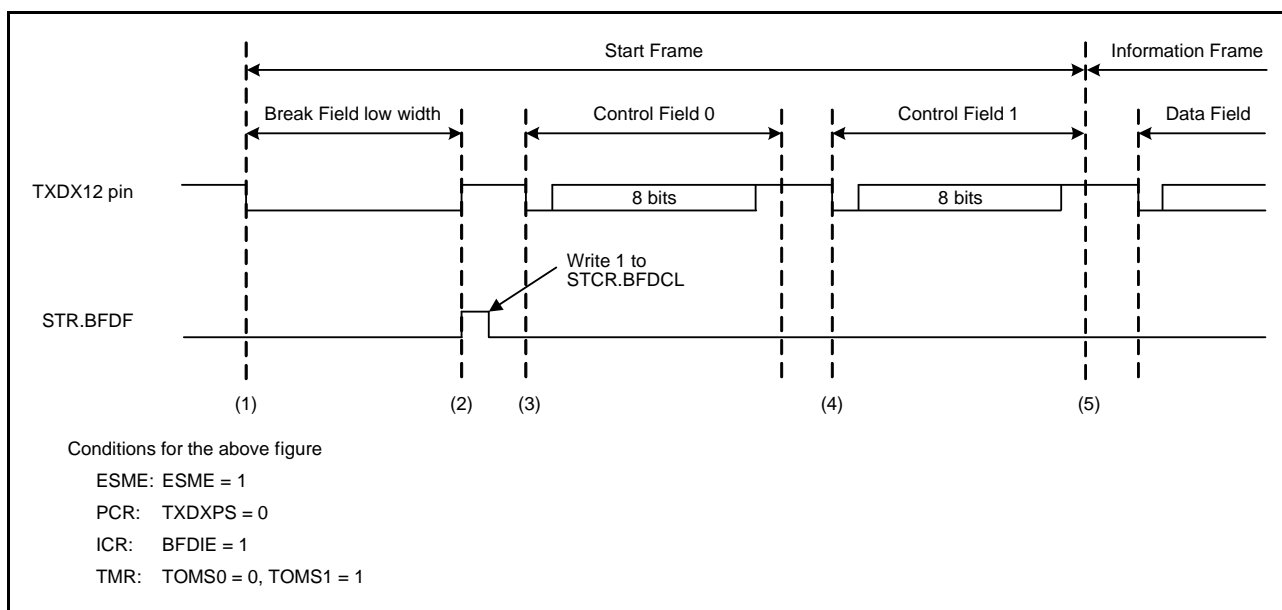 Start Frame
Information Frame
Break Field low width
Control Field 0
Control Field 1
Data Field
TXDX12 pin
8 bits
8 bits
Write 1 to
STCR.BFDCL
STR.BFDF
(1)
(2)
(3)
(4)
(5)
Conditions for the above figure
ESME: ESME = 1
PCR: TXDXPS = 0
ICR: BFDIE = 1
TMR: TOMS0 = 0, TOMS1 = 1